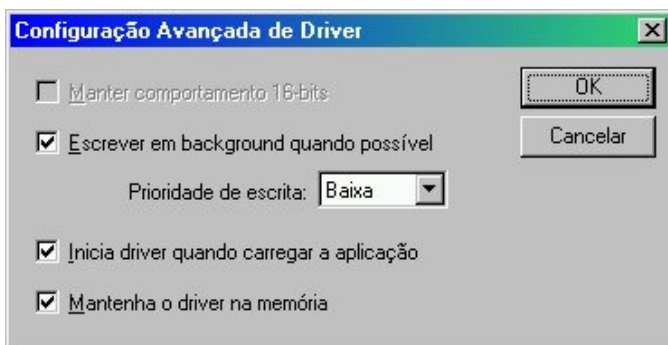 Configuração Avançada de Driver
Manter comportamento 16-bits
OK
Escrever em background quando possível
Cancelar
Prioridade de escrita: Baixa
Inicia driver quando carregar a aplicação
Mantenha o driver na memória